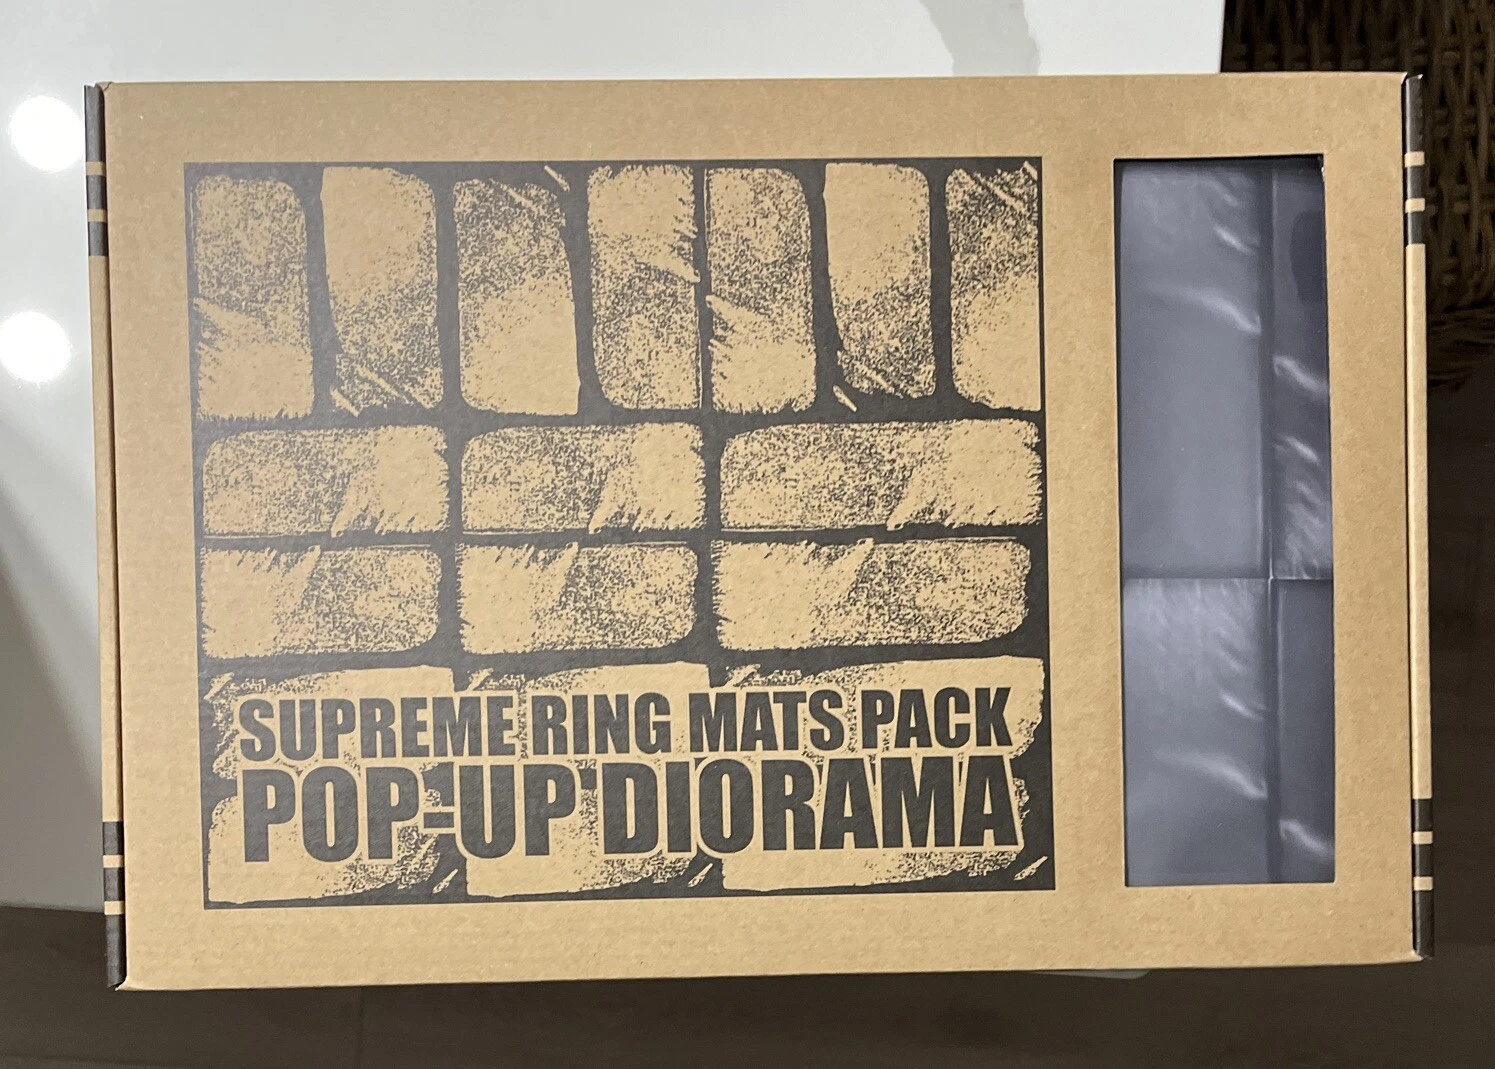 SUPREME RING MATS PACK
POP-UP DIORAMA